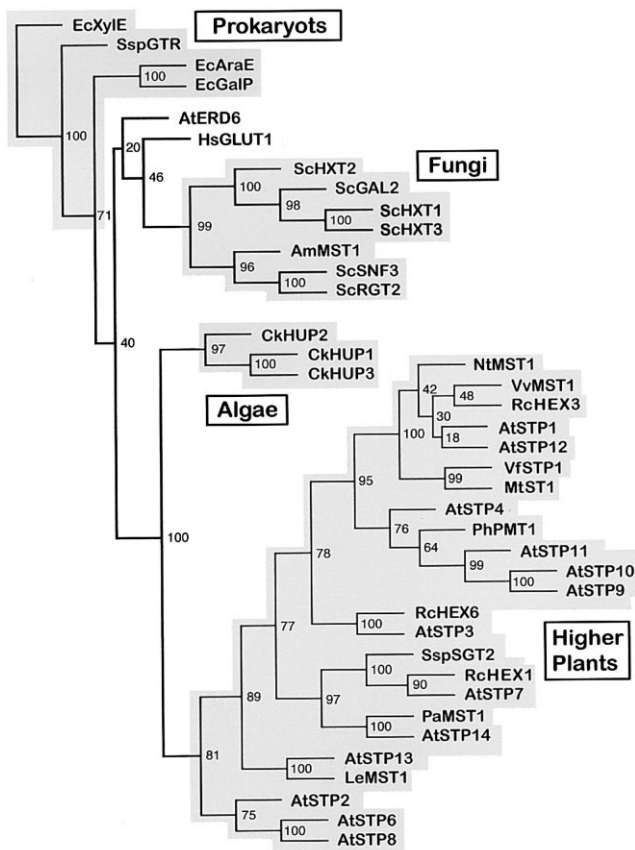 EcXylE
Prokaryots
SspGTR
EcAraE
100
EcGalP
100
AtERD6
20
HsGLUT1
Fungi
46
ScHXT2
100
ScGAL2
98
ScHXT1
100
ScHXT3
71
99
AmMST1
96
ScSNF3
100
ScRGT2
40
CkHUP2
97
CkHUP1
100
CkHUP3
Algae
NtMST1
42
VvMST1
48
RcHEX3
30
100
AtSTP1
18
AtSTP12
95
VfSTP1
99
MtST1
AtSTP4
76
PhPMT1
64
AtSTP11
99
AtSTP10
100
AtSTP9
100
78
RcHEX6
100
AtSTP3
Higher
Plants
77
SspSGT2
100
RcHEX1
90
AtSTP7
97
PaMST1
100
AtSTP14
89
AtSTP13
100
LeMST1
81
AtSTP2
75
AtSTP6
100
AtSTP8